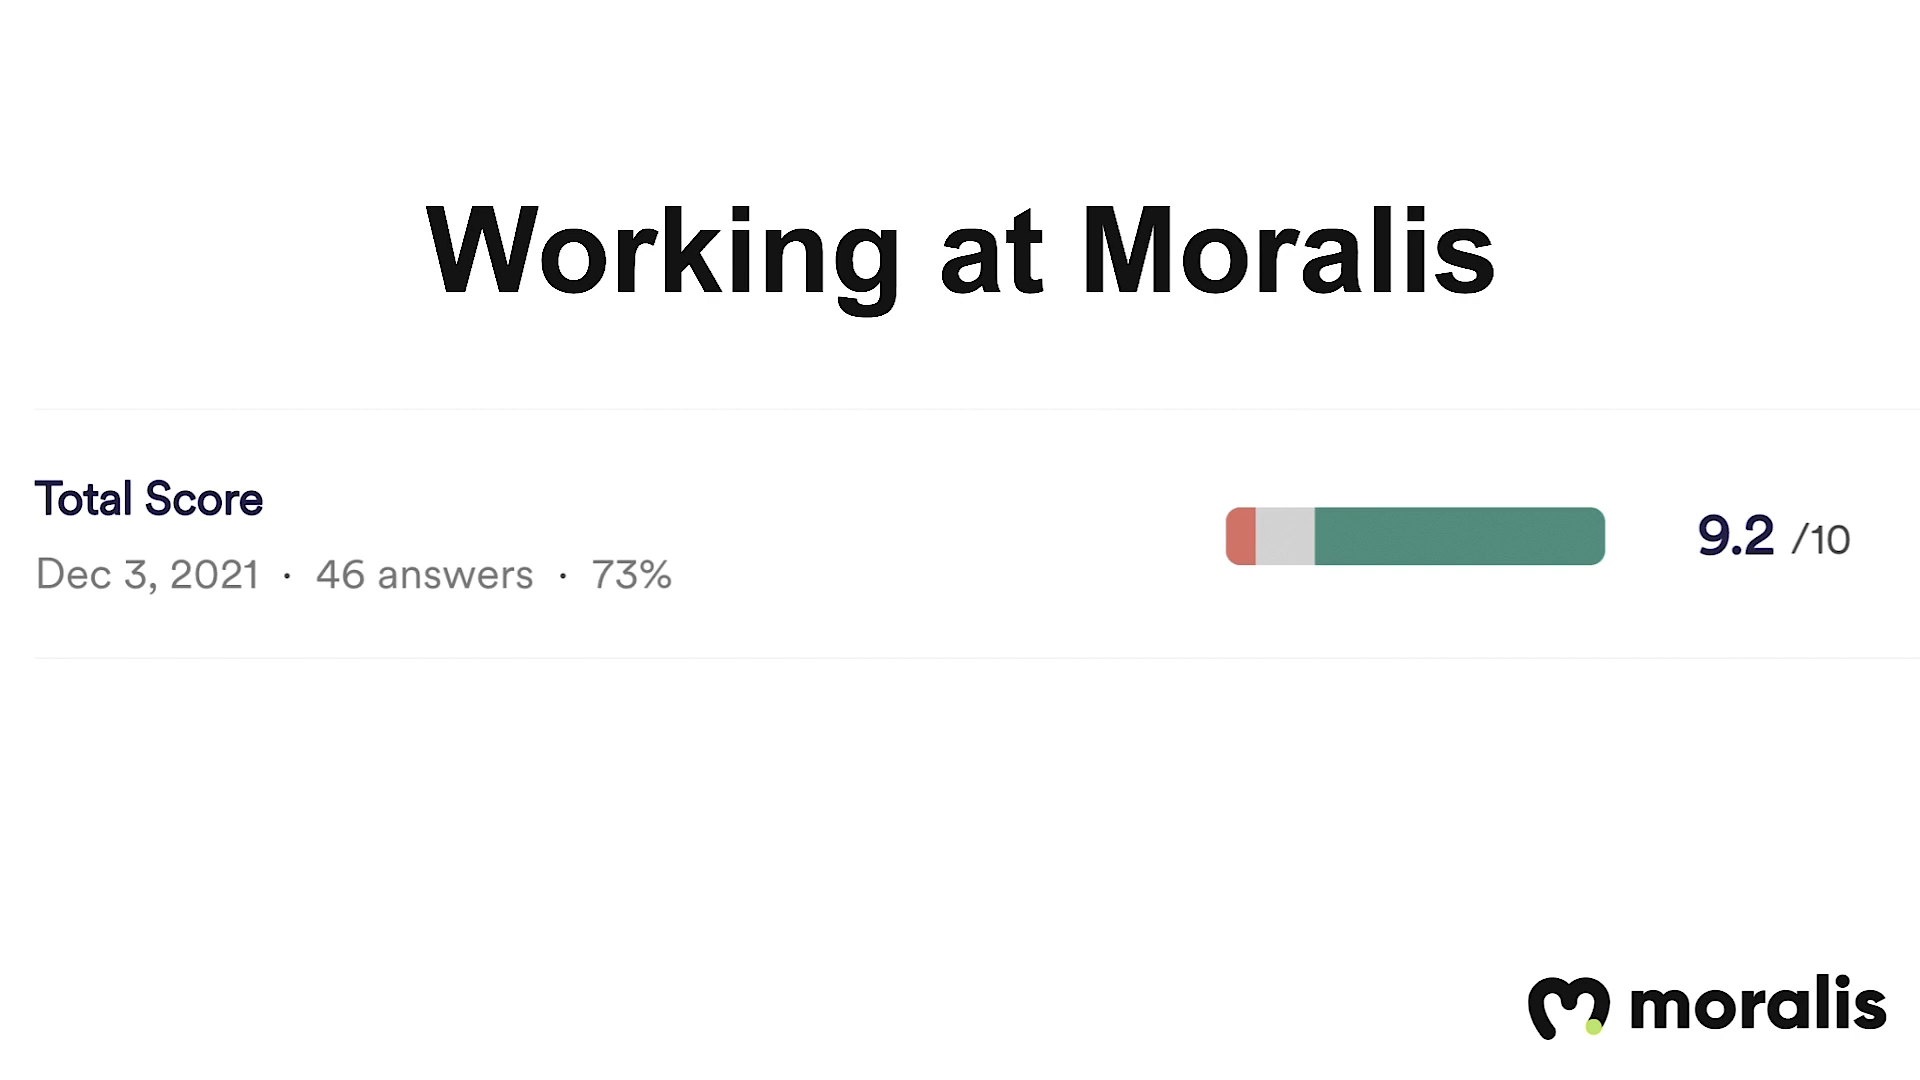 Working at Moralis
Total Score
Dec 3, 2021 · 46 answers · 73%
9.2 /10
moralis